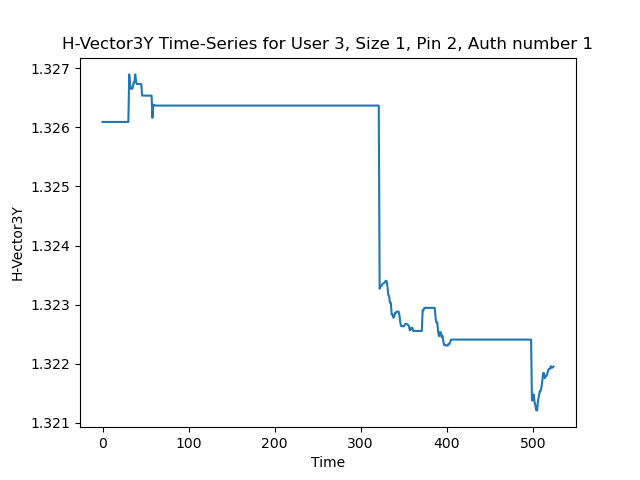 H-Vector3Y Time-Series for User 3, Size 1, Pin 2, Auth number 1
1.327
1.326
1.325
1.324
1.323
1.322
1.321
H-Vector3Y
0 100 200 300 400 500
Time